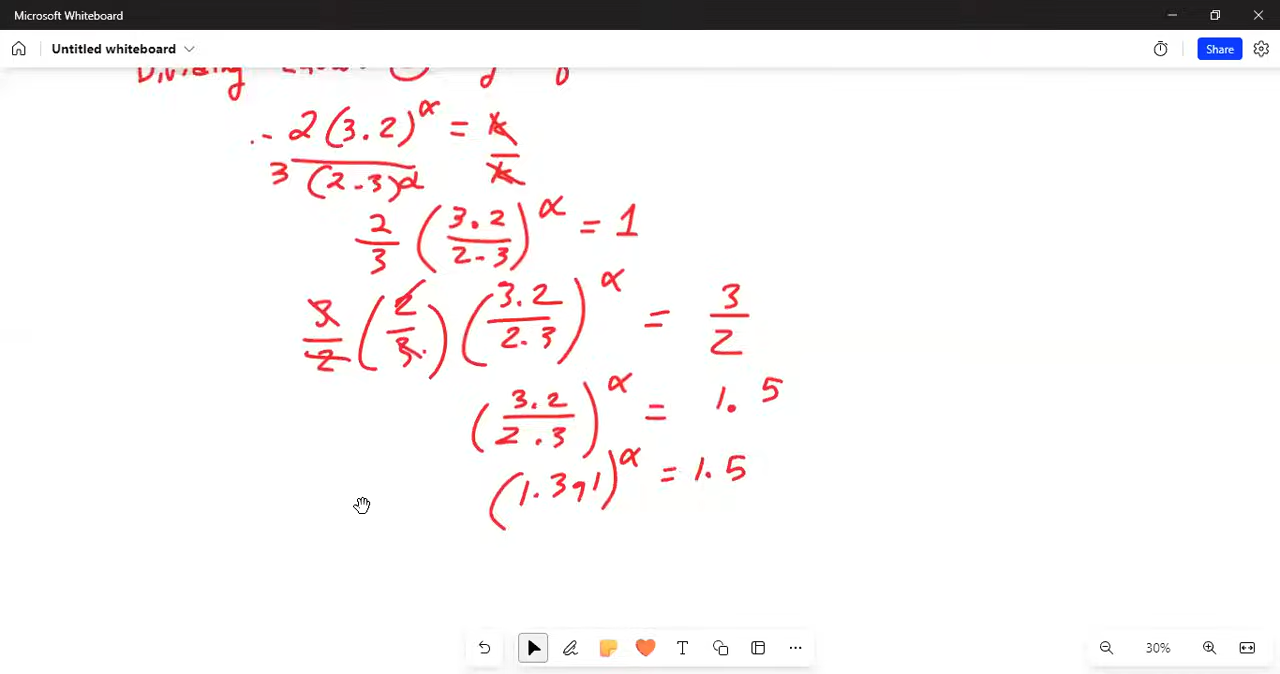 Microsoft Whiteboard
Untitled whiteboard
Share
Dividing
2(3.2)^α = k
3 (2.3)α k
2/3 (3.2/2.3)^α = 1
3/2 (2/3) (3.2/2.3)^α = 3/2
(3.2/2.3)^α = 1.5
(1.391)^α = 1.5
30%